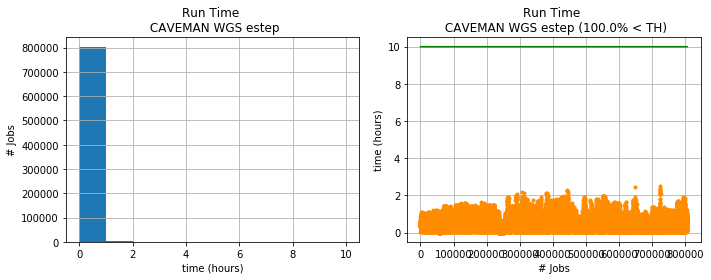 Run Time
CAVEMAN WGS estep
800000
700000
600000
500000
400000
300000
200000
100000
0
# Jobs
0 2 4 6 8 10
time (hours)
Run Time
CAVEMAN WGS estep (100.0% < TH)
10
8
6
4
2
0
time (hours)
0 100000 200000 300000 400000 500000 600000 700000 800000
# Jobs